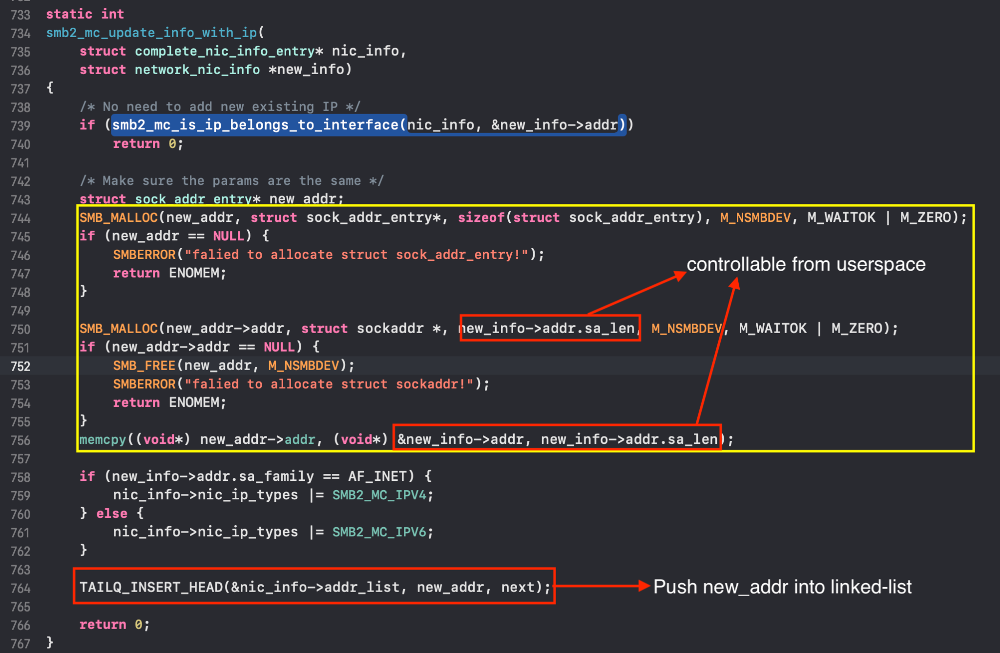 733 static int
734 smb2_mc_update_info_with_ip(
735 struct complete_nic_info_entry* nic_info,
736 struct network_nic_info *new_info)
737 {
738 /* No need to add new existing IP */
739 if (smb2_mc_is_ip_belongs_to_interface(nic_info, &new_info->addr))
740 return 0;
741
742 /* Make sure the params are the same */
743 struct sock_addr_entry* new_addr;
744 SMB_MALLOC(new_addr, struct sock_addr_entry*, sizeof(struct sock_addr_entry), M_NSMBDEV, M_WAITOK | M_ZERO);
745 if (new_addr == NULL) {
746 SMBERROR("falied to allocate struct sock_addr_entry!");
controllable from userspace
747 return ENOMEM;
748 }
749
750 SMB_MALLOC(new_addr->addr, struct sockaddr *, new_info->addr.sa_len, M_NSMBDEV, M_WAITOK | M_ZERO);
751 if (new_addr->addr == NULL) {
752 SMB_FREE(new_addr, M_NSMBDEV);
753 SMBERROR("falied to allocate struct sockaddr!");
754 return ENOMEM;
755 }
756 memcpy((void*) new_addr->addr, (void*) &new_info->addr, new_info->addr.sa_len);
757
758 if (new_info->addr.sa_family == AF_INET) {
759 nic_info->nic_ip_types |= SMB2_MC_IPV4;
760 } else {
761 nic_info->nic_ip_types |= SMB2_MC_IPV6;
762 }
763
764 TAILQ_INSERT_HEAD(&nic_info->addr_list, new_addr, next);
Push new_addr into linked-list
765
766 return 0;
767 }